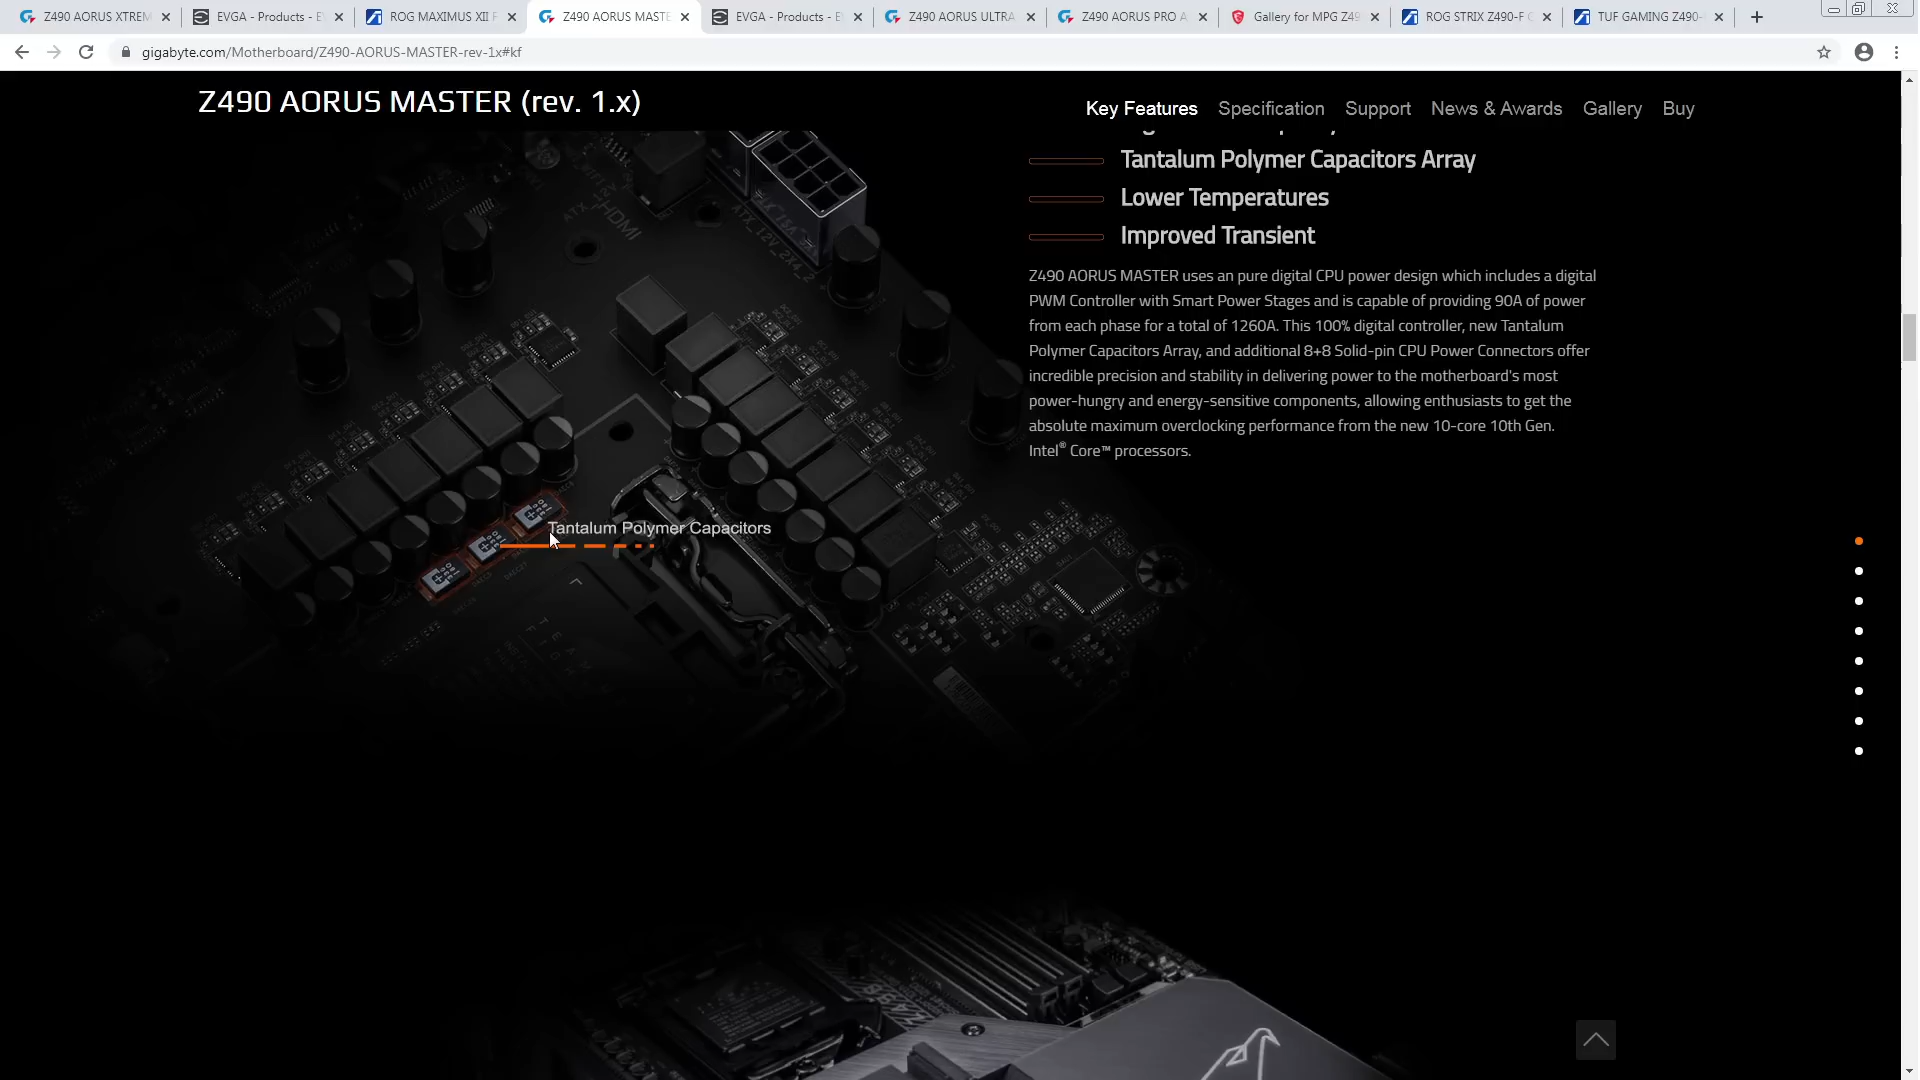 Z490 AORUS XTREM
EVGA - Products - E
ROG MAXIMUS XII F
Z490 AORUS MASTE
EVGA - Products - E
Z490 AORUS ULTRA
Z490 AORUS PRO A
Gallery for MPG Z49
ROG STRIX Z490-F G
TUF GAMING Z490-
gigabyte.com/Motherboard/Z490-AORUS-MASTER-rev-1x#kf
Z490 AORUS MASTER (rev. 1.x)
Key Features
Specification
Support
News & Awards
Gallery
Buy
Tantalum Polymer Capacitors Array
Lower Temperatures
Improved Transient
Z490 AORUS MASTER uses an pure digital CPU power design which includes a digital
PWM Controller with Smart Power Stages and is capable of providing 90A of power
from each phase for a total of 1260A. This 100% digital controller, new Tantalum
Polymer Capacitors Array, and additional 8+8 Solid-pin CPU Power Connectors offer
incredible precision and stability in delivering power to the motherboard's most
power-hungry and energy-sensitive components, allowing enthusiasts to get the
absolute maximum overclocking performance from the new 10-core 10th Gen.
Intel® Core™ processors.
HDMI
ATX_12V_2X4_2
Tantalum Polymer Capacitors